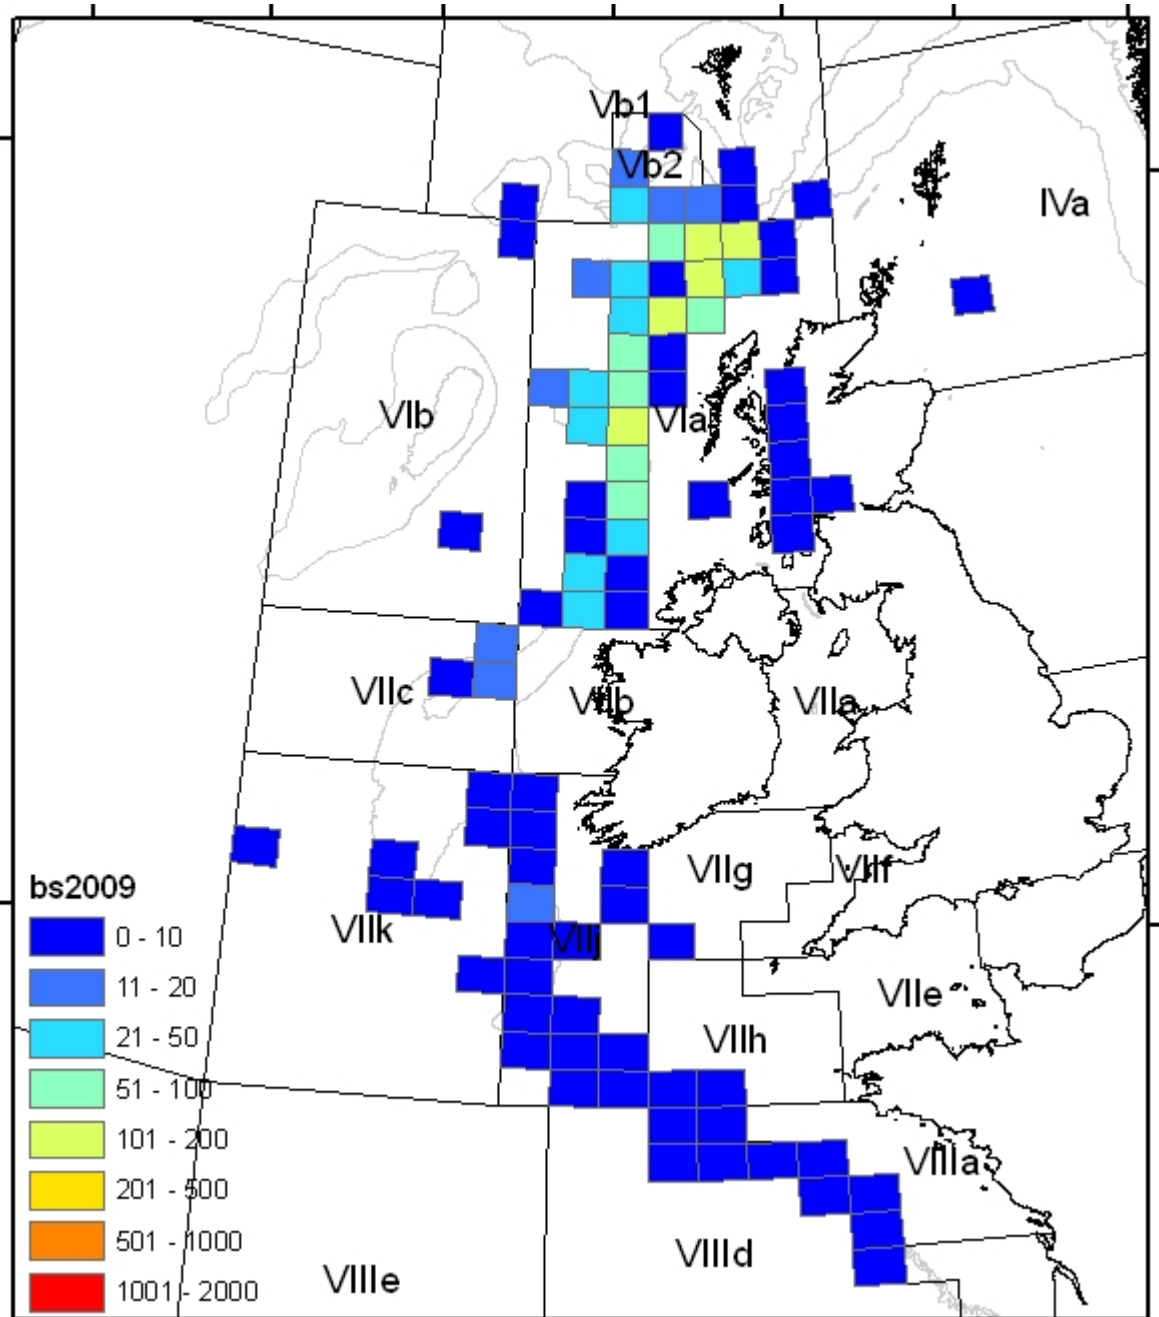 Vb1
Vb2
IVa
VIb
VIa
VIIc
VIIb
VIIa
VIIg
VIIf
VIIk
VIIj
VIIe
VIIh
VIIIa
VIIId
VIIIe
bs2009
0 - 10
11 - 20
21 - 50
51 - 100
101 - 200
201 - 500
501 - 1000
1001 - 2000